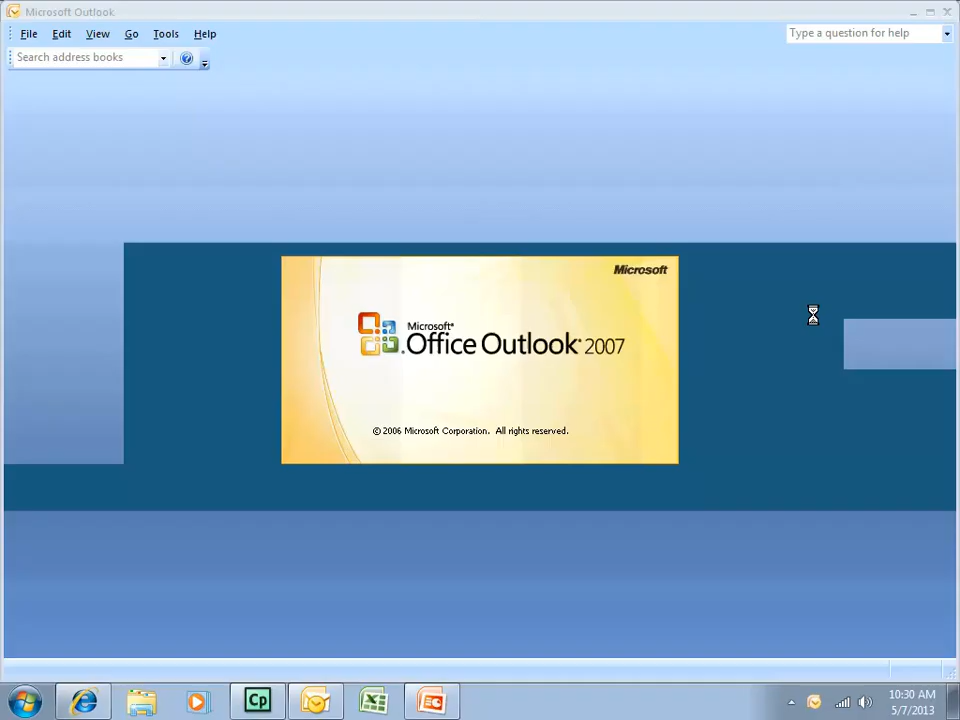 Microsoft Outlook
File Edit View Go Tools Help
Type a question for help
Search address books
Microsoft
Microsoft®
Office Outlook® 2007
© 2006 Microsoft Corporation. All rights reserved.
Cp
10:30 AM
5/7/2013